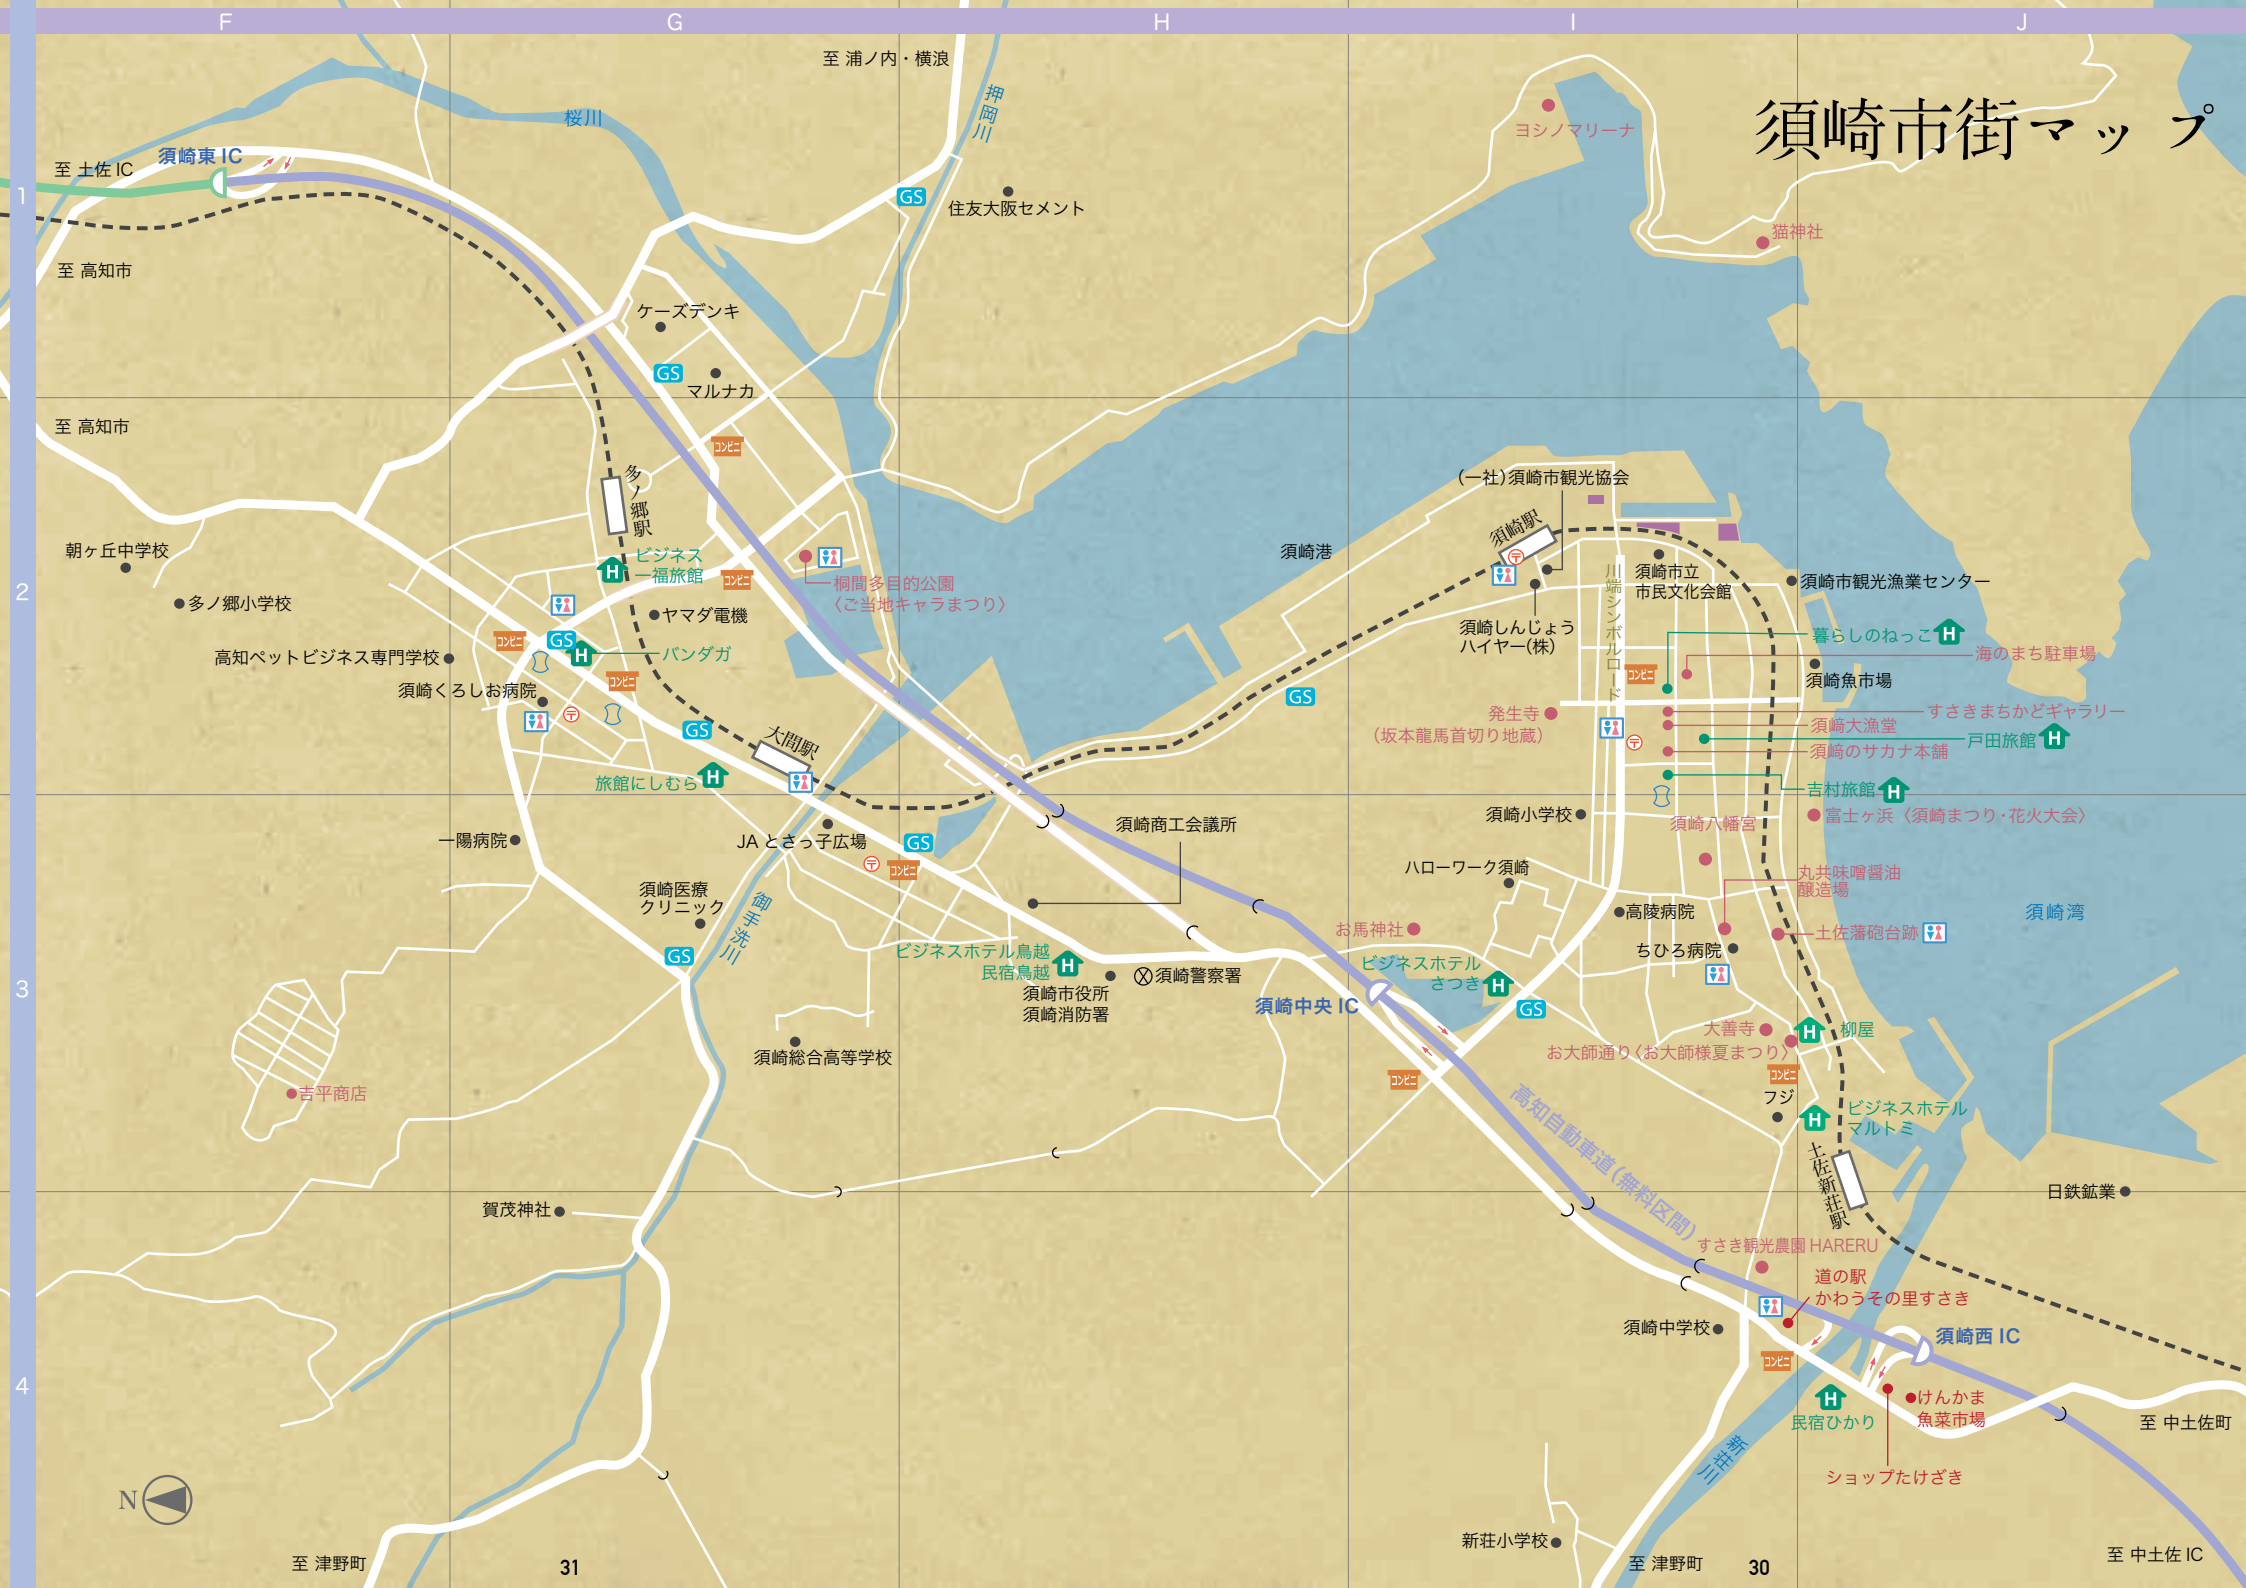 F
G
H
I
J
須崎市街マップ
1
2
3
4
至 浦ノ内・横浪
押岡川
桜川
須崎東 IC
至 土佐 IC
至 高知市
至 高知市
GS
住友大阪セメント
ヨシノマリーナ
猫神社
ケーズデンキ
GS
マルナカ
コンビニ
多ノ郷駅
朝ヶ丘中学校
多ノ郷小学校
H
ビジネス
一福旅館
コンビニ
桐間多目的公園
〈ご当地キャラまつり〉
ヤマダ電機
コンビニ
GS
H
バンダガ
高知ペットビジネス専門学校
コンビニ
須崎くろしお病院
〒
GS
大間駅
旅館にしむら
H
一陽病院
JA とさっ子広場
〒
コンビニ
GS
須崎医療
クリニック
御手洗川
GS
須崎商工会議所
ビジネスホテル鳥越
民宿鳥越
H
須崎市役所
須崎消防署
須崎警察署
須崎総合高等学校
吉平商店
賀茂神社
N
至 津野町
31
須崎港
GS
(一社)須崎市観光協会
須崎駅
〒
須崎しんじょう
ハイヤー(株)
川端シンボルロード
須崎市立
市民文化会館
須崎市観光漁業センター
暮らしのねっこ
H
海のまち駐車場
コンビニ
須崎魚市場
発生寺
(坂本龍馬首切り地蔵)
〒
すさきまちかどギャラリー
須崎大漁堂
戸田旅館
H
須崎のサカナ本舗
吉村旅館
H
須崎小学校
須崎八幡宮
富士ヶ浜〈須崎まつり・花火大会〉
ハローワーク須崎
丸共味噌醤油
醸造場
高陵病院
お馬神社
ちひろ病院
土佐藩砲台跡
須崎湾
ビジネスホテル
さつき
H
GS
須崎中央 IC
大善寺
H
柳屋
お大師通り〈お大師様夏まつり〉
コンビニ
コンビニ
フジ
H
ビジネスホテル
マルトミ
高知自動車道(無料区間)
土佐新荘駅
日鉄鉱業
すさき観光農園 HARERU
道の駅
かわうその里すさき
須崎中学校
須崎西 IC
コンビニ
H
民宿ひかり
けんかま
魚菜市場
至 中土佐町
ショップたけざき
新荘川
新荘小学校
至 津野町
30
至 中土佐 IC